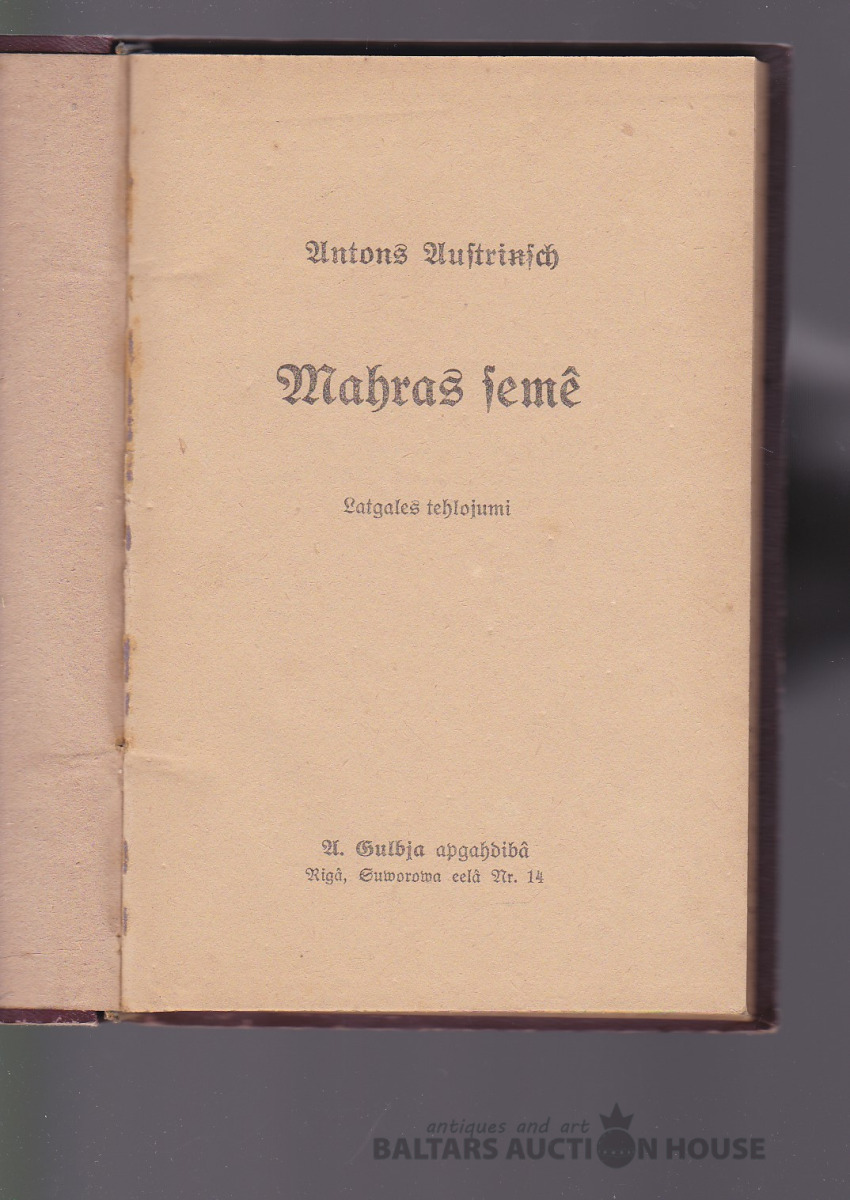 Antons Auſtrinſch
Mahras ſemê
Latgales tehlojumi
A. Gulbja apgahdibâ
Rigâ, Suworowa eelâ Nr. 14
antiques and art
BALTARS AUCTION HOUSE